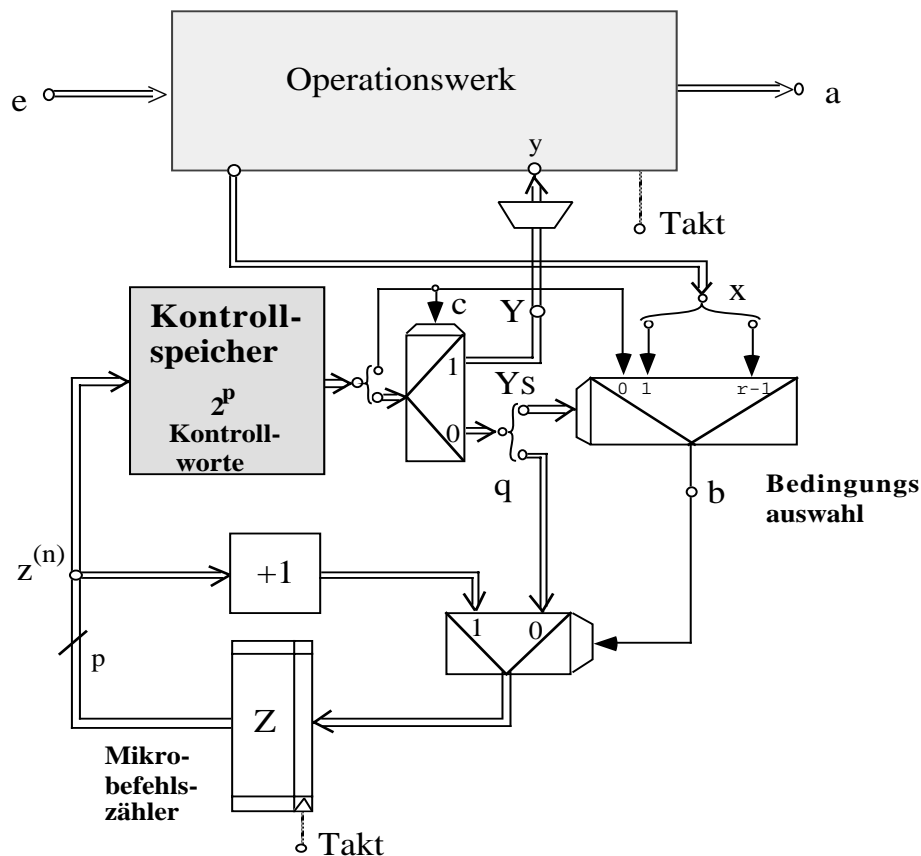 Operationswerk
e
a
y
Takt
x
Kontroll-
speicher
2^p
Kontroll-
worte
c
Y
1
0
Ys
q
0 1 r-1
b
Bedingungs
auswahl
z^(n)
+1
1 0
p
Z
Mikro-
befehls-
zähler
Takt